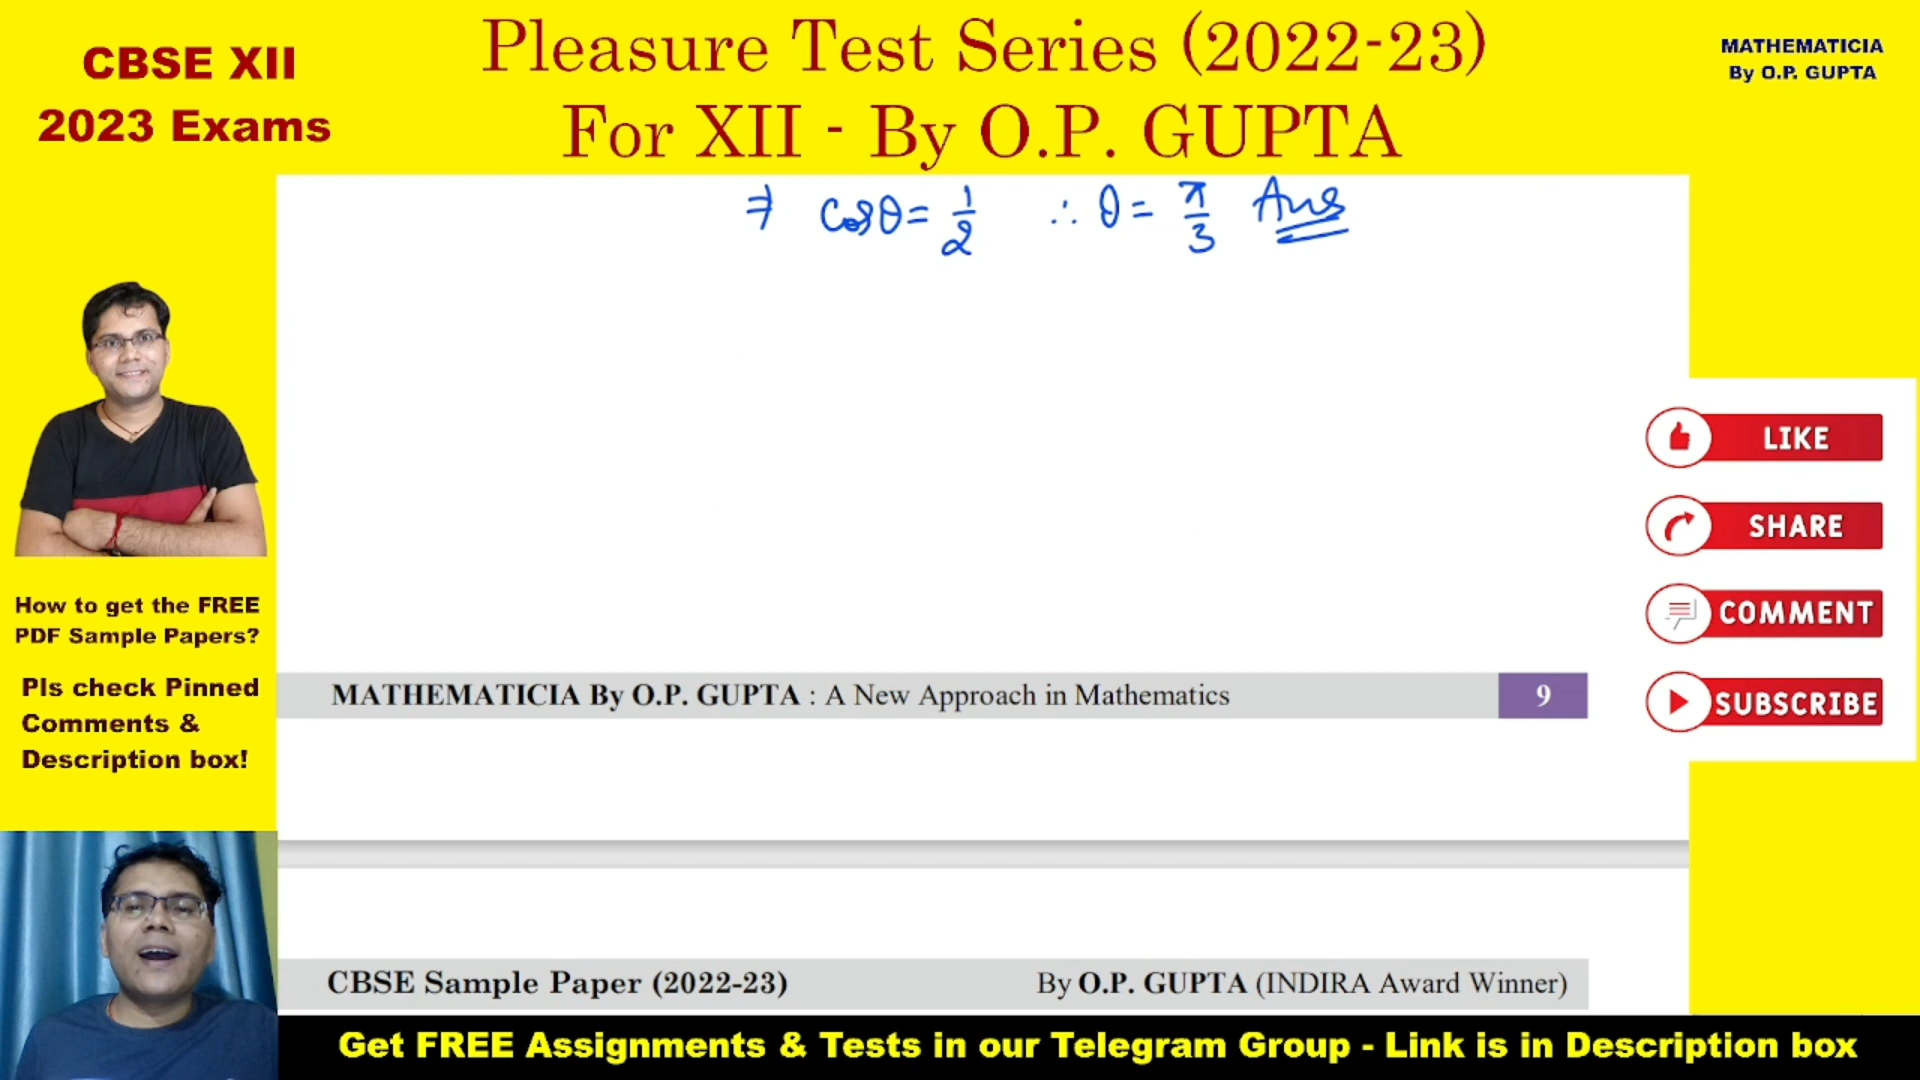 CBSE XII
2023 Exams
Pleasure Test Series (2022-23)
For XII - By O.P. GUPTA
MATHEMATICIA
By O.P. GUPTA
⇒ cosθ = 1/2 ∴ θ = π/3 Ans
How to get the FREE
PDF Sample Papers?
Pls check Pinned
Comments &
Description box!
LIKE
SHARE
COMMENT
SUBSCRIBE
MATHEMATICIA By O.P. GUPTA : A New Approach in Mathematics 9
CBSE Sample Paper (2022-23) By O.P. GUPTA (INDIRA Award Winner)
Get FREE Assignments & Tests in our Telegram Group - Link is in Description box